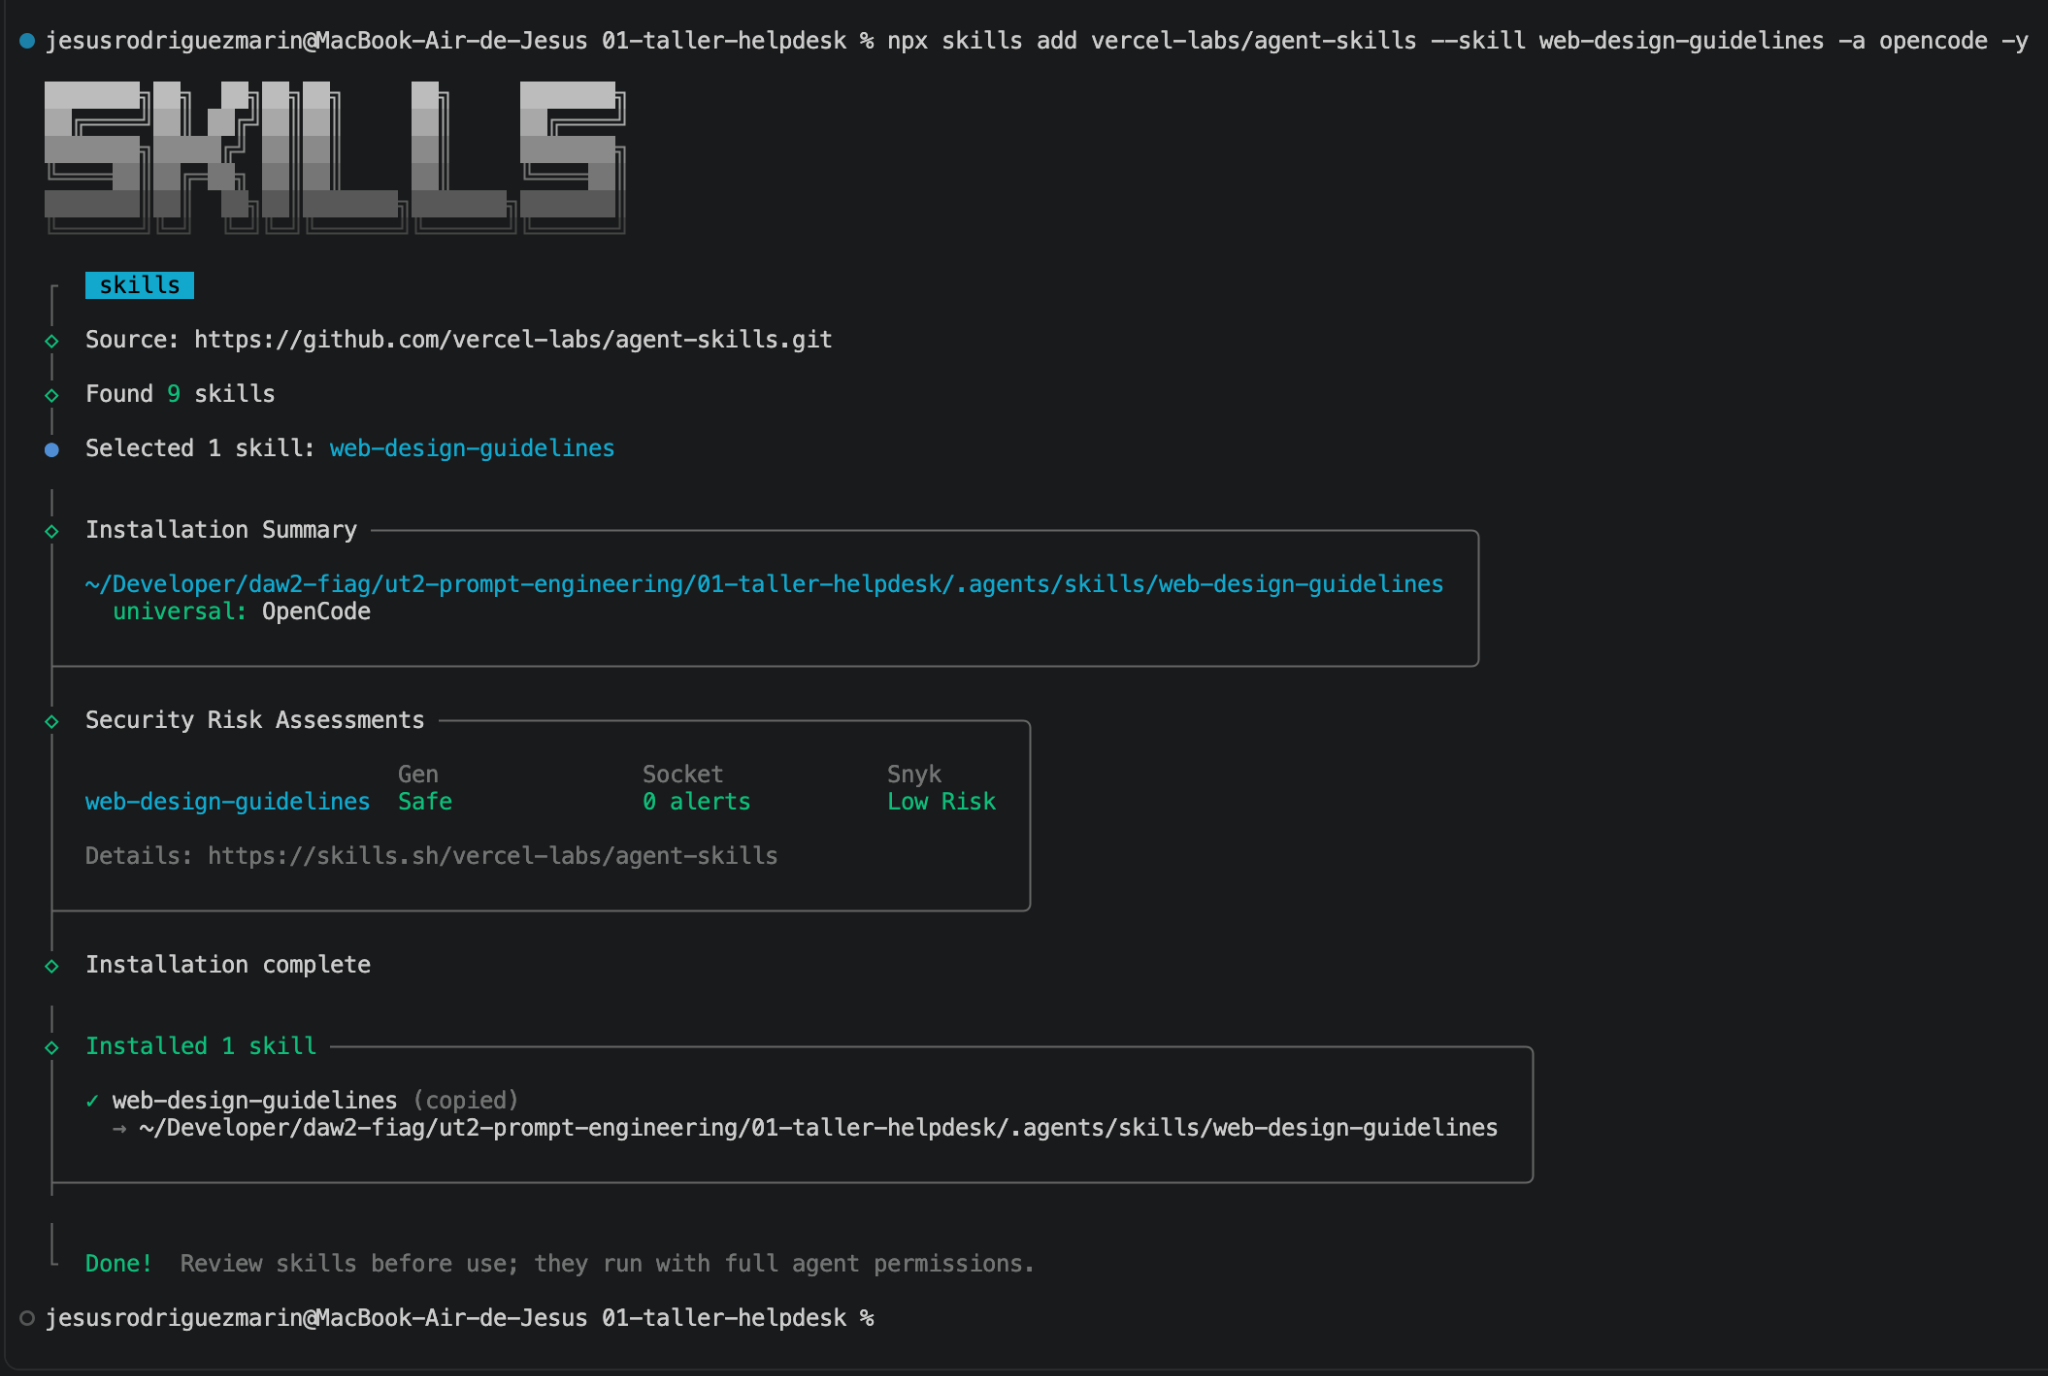 jesusrodriguezmarin@MacBook-Air-de-Jesus 01-taller-helpdesk % npx skills add vercel-labs/agent-skills --skill web-design-guidelines -a opencode -y
SKILLS
skills
Source: https://github.com/vercel-labs/agent-skills.git
Found 9 skills
Selected 1 skill: web-design-guidelines
Installation Summary
~/Developer/daw2-fiag/ut2-prompt-engineering/01-taller-helpdesk/.agents/skills/web-design-guidelines
universal: OpenCode
Security Risk Assessments
Gen Socket Snyk
web-design-guidelines Safe 0 alerts Low Risk
Details: https://skills.sh/vercel-labs/agent-skills
Installation complete
Installed 1 skill
✓ web-design-guidelines (copied)
→ ~/Developer/daw2-fiag/ut2-prompt-engineering/01-taller-helpdesk/.agents/skills/web-design-guidelines
Done! Review skills before use; they run with full agent permissions.
jesusrodriguezmarin@MacBook-Air-de-Jesus 01-taller-helpdesk %